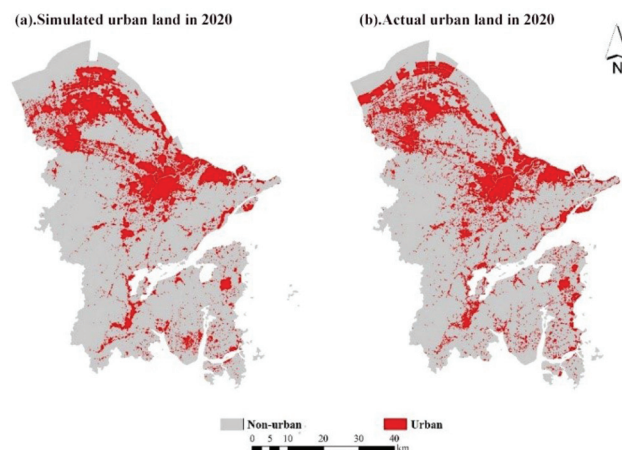 (a).Simulated urban land in 2020
(b).Actual urban land in 2020
N
Non-urban
Urban
0 5 10 20 30 40
km